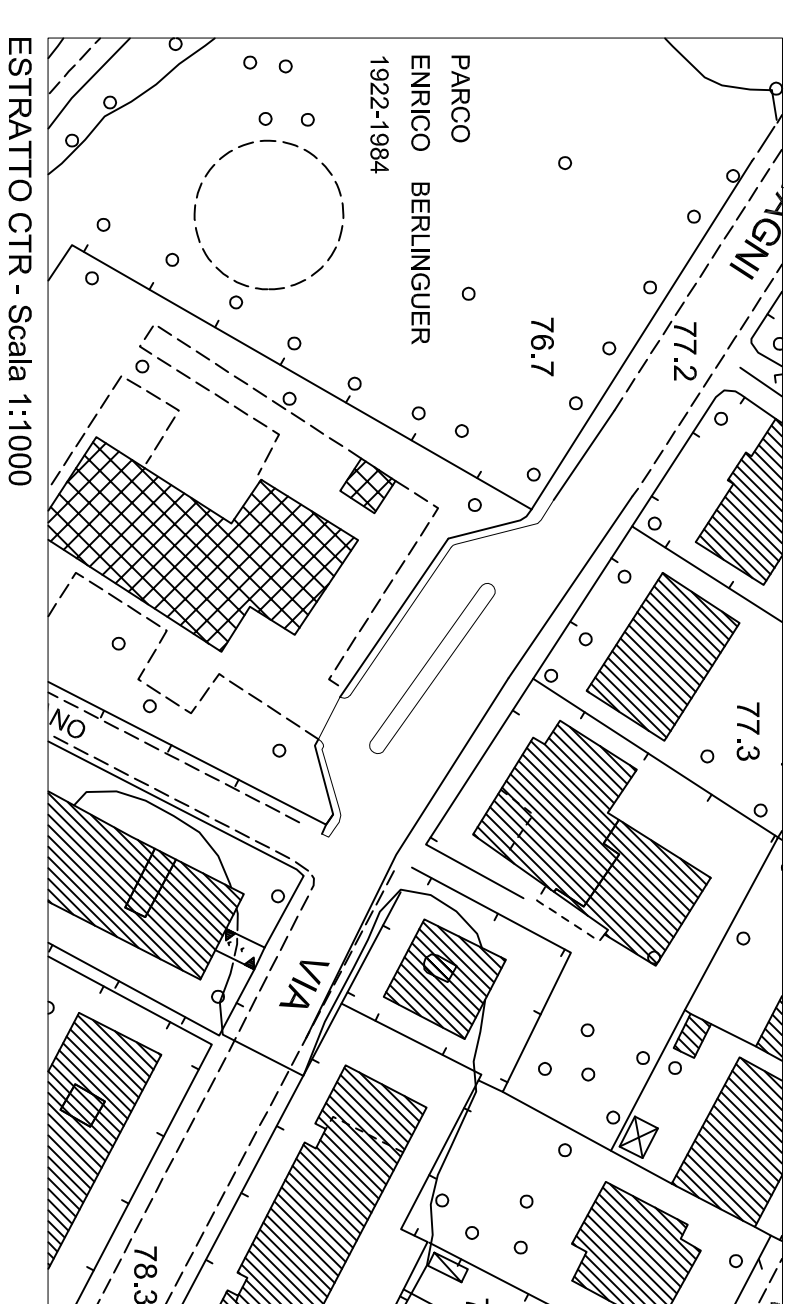 PARCO
ENRICO BERLINGUER
1922-1984
AGNI
77.2
76.7
77.3
NO
VIA
78.3
ESTRATTO CTR - Scala 1:1000